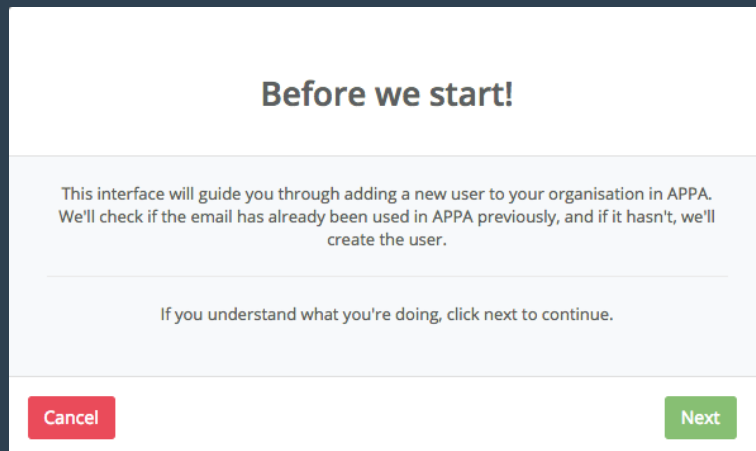 Before we start!
This interface will guide you through adding a new user to your organisation in APPA.
We'll check if the email has already been used in APPA previously, and if it hasn't, we'll
create the user.
If you understand what you're doing, click next to continue.
Cancel
Next